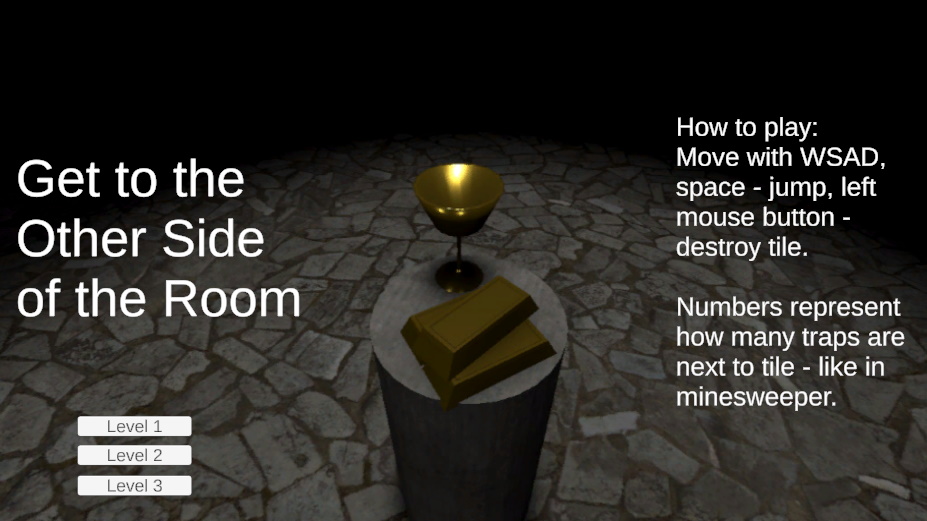 Get to the
Other Side
of the Room
Level 1
Level 2
Level 3
How to play:
Move with WSAD,
space - jump, left
mouse button -
destroy tile.
Numbers represent
how many traps are
next to tile - like in
minesweeper.